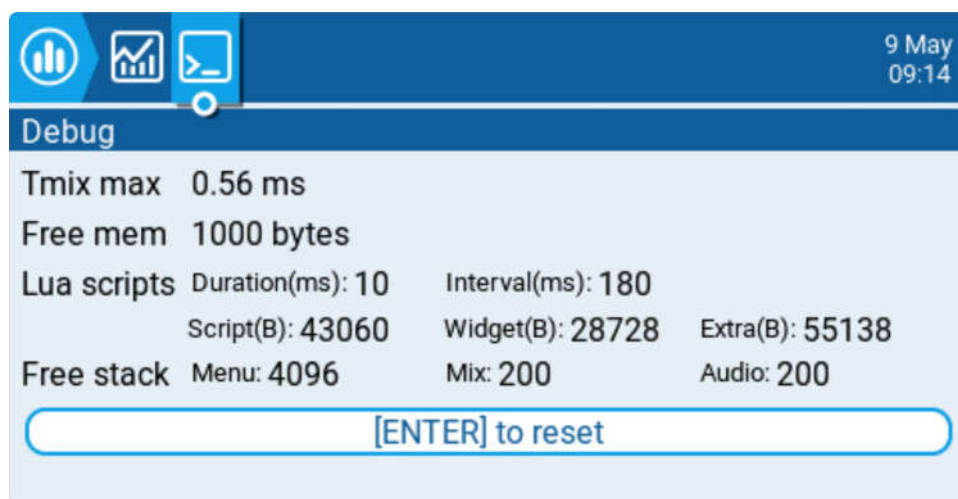 9 May
09:14
Debug
Tmix max 0.56 ms
Free mem 1000 bytes
Lua scripts Duration(ms): 10 Interval(ms): 180
Script(B): 43060 Widget(B): 28728 Extra(B): 55138
Free stack Menu: 4096 Mix: 200 Audio: 200
[ENTER] to reset